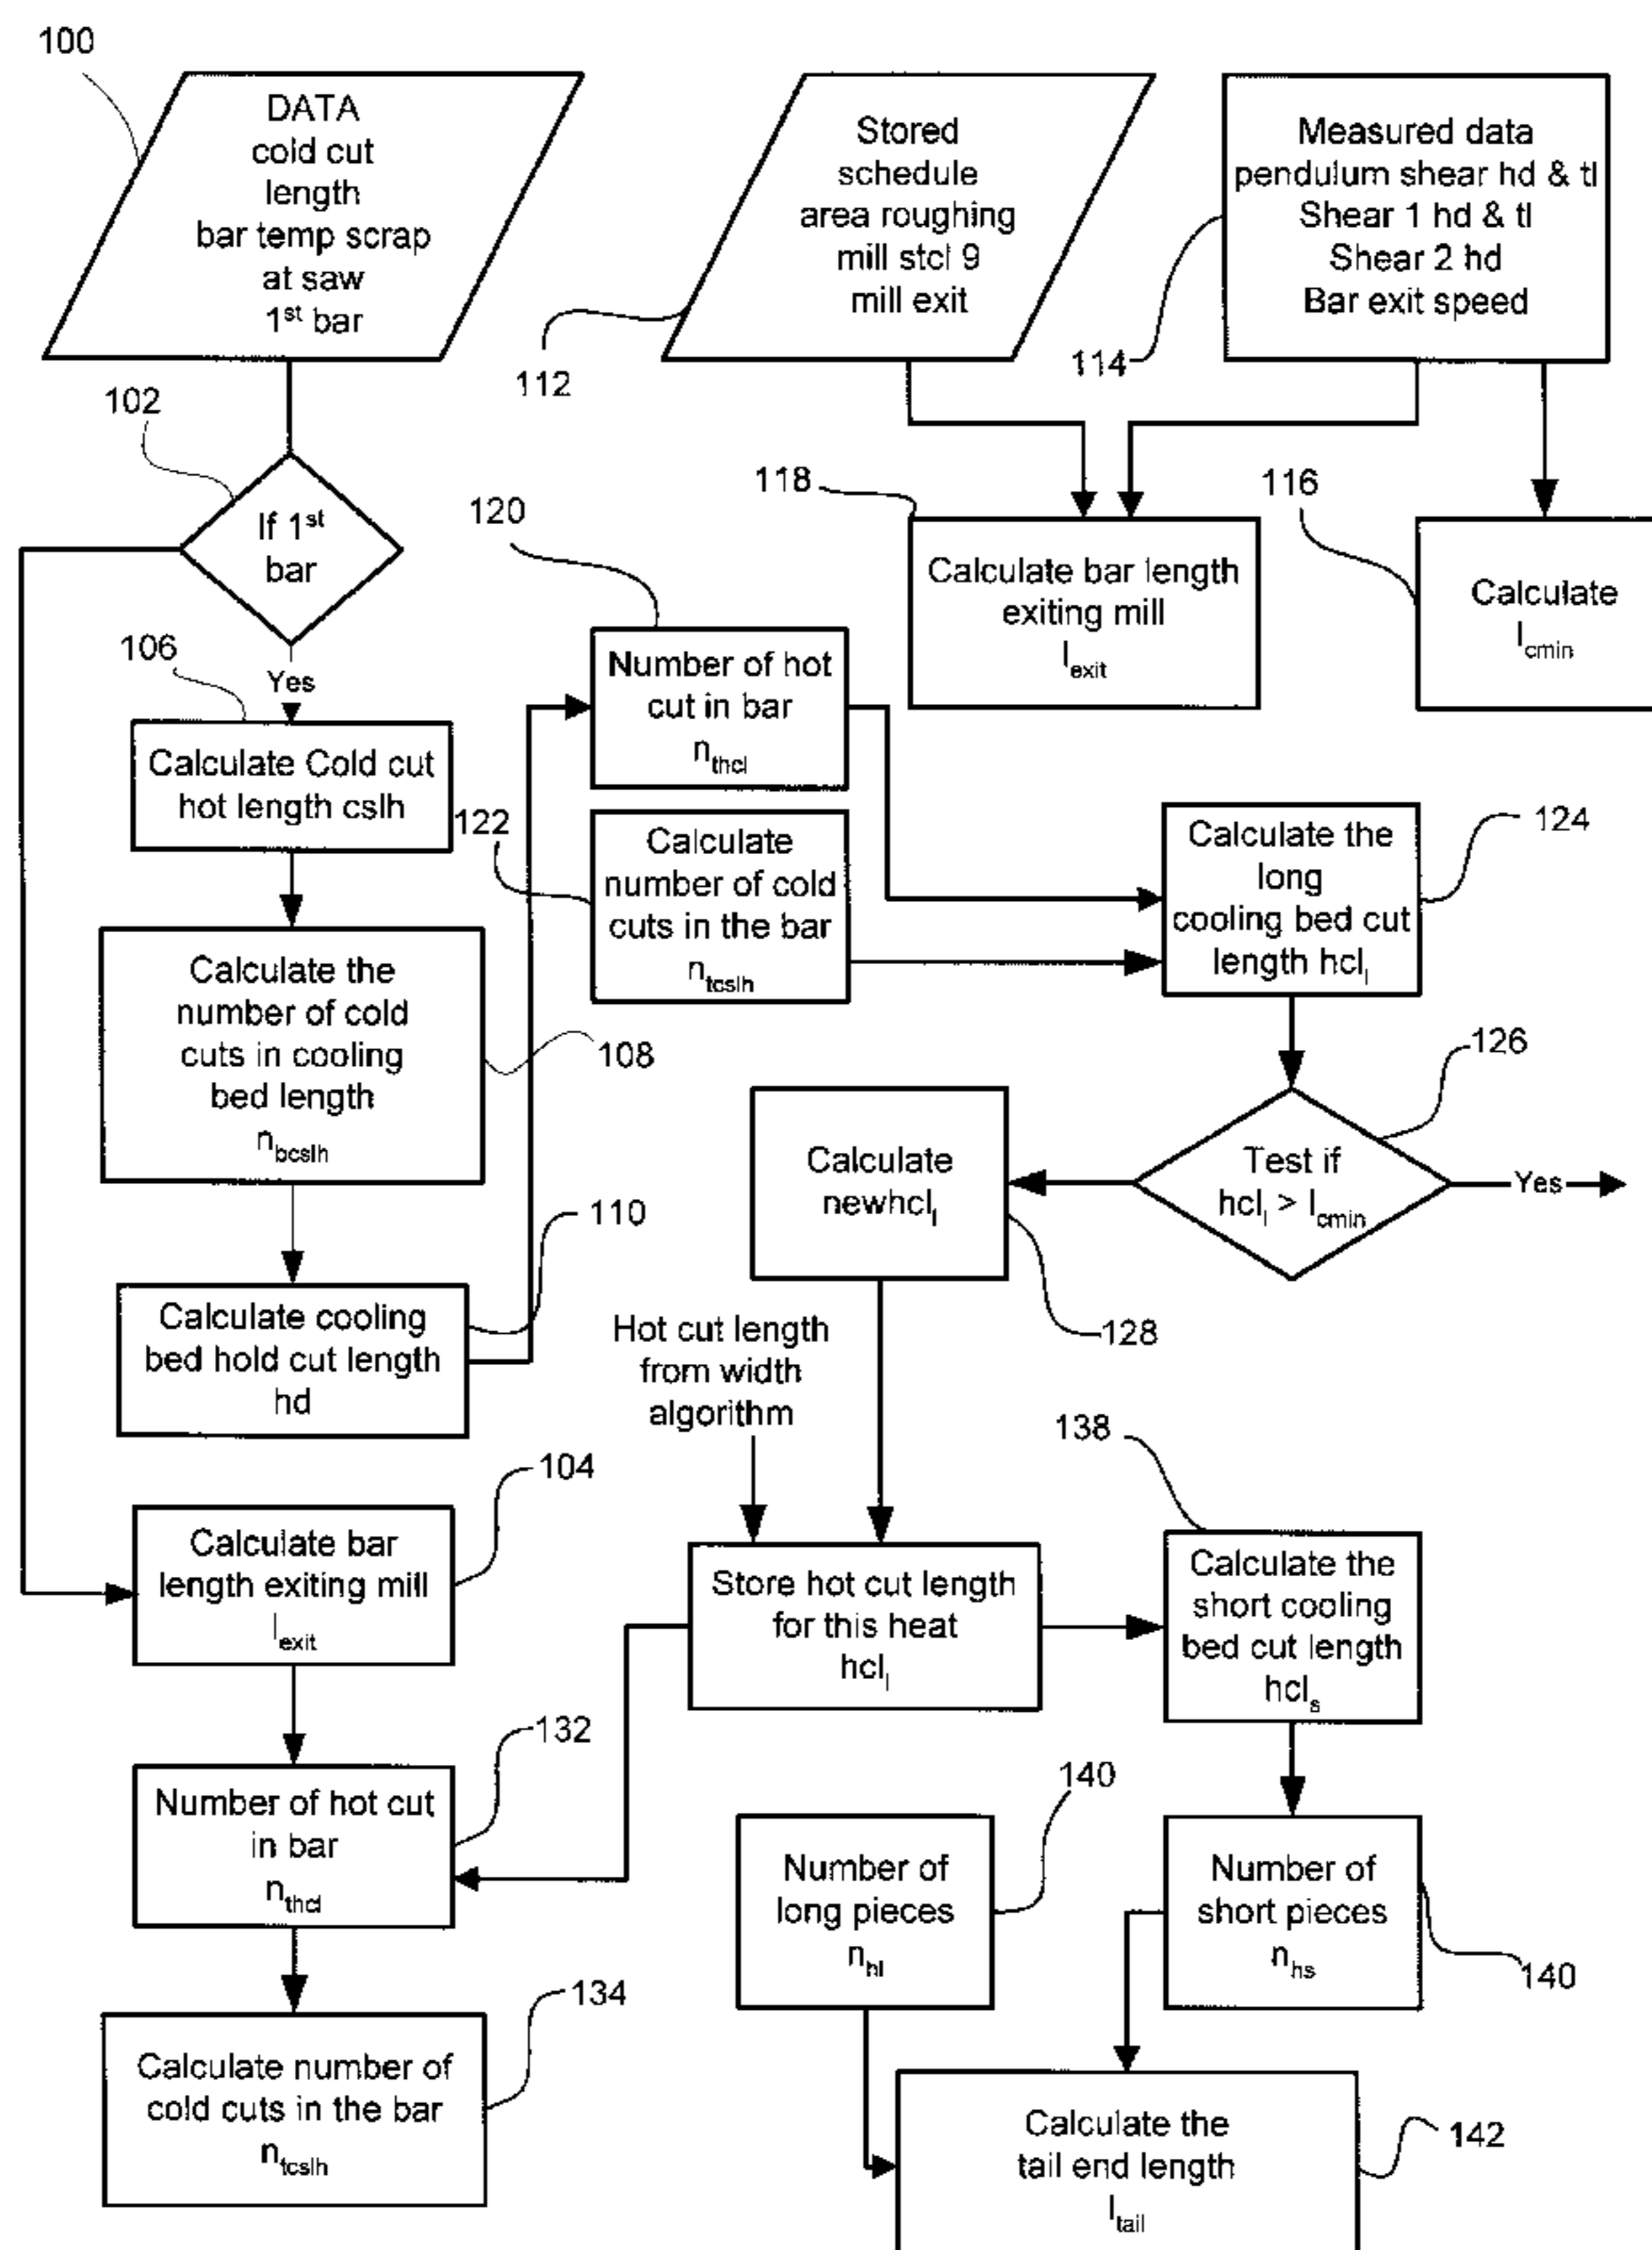 100
DATA
cold cut
length
bar temp scrap
at saw
1st bar
Stored
schedule
area roughing
mill stcl 9
mill exit
112
Measured data
pendulum shear hd & tl
Shear 1 hd & tl
Shear 2 hd
Bar exit speed
114
102
If 1st
bar
Yes
118
Calculate bar length
exiting mill
lexit
116
Calculate
lcmin
106
Calculate Cold cut
hot length cslh
120
Number of hot
cut in bar
nthcl
122
Calculate
number of cold
cuts in the bar
ntcslh
124
Calculate the
long
cooling bed cut
length hcll
108
Calculate the
number of cold
cuts in cooling
bed length
nbcslh
126
Test if
hcll > lcmin
Yes
Calculate
newhcll
128
110
Calculate cooling
bed hold cut length
hd
Hot cut length
from width
algorithm
104
Calculate bar
length exiting mill
lexit
Store hot cut length
for this heat
hcll
138
Calculate the
short cooling
bed cut length
hcls
132
Number of hot cut
in bar
nthcl
140
Number of
long pieces
nhl
Number of
short pieces
nhs
140
134
Calculate number of
cold cuts in the bar
ntcslh
Calculate the
tail end length
ltail
142